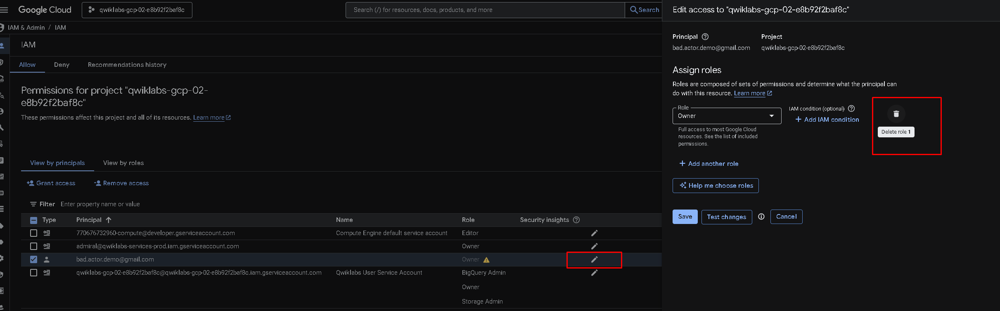 Google Cloud
qwiklabs-gcp-02-e8b92f2baf8c
Search (/) for resources, docs, products, and more
Search
IAM & Admin / IAM
IAM
Allow
Deny
Recommendations history
Permissions for project "qwiklabs-gcp-02-
e8b92f2baf8c"
These permissions affect this project and all of its resources. Learn more
View by principals
View by roles
Grant access
Remove access
Filter Enter property name or value
Type Principal Name Role Security insights
770676732960-compute@developer.gserviceaccount.com Compute Engine default service account Editor
admiral@qwiklabs-services-prod.iam.gserviceaccount.com Owner
bad.actor.demo@gmail.com Owner
qwiklabs-gcp-02-e8b92f2baf8c@qwiklabs-gcp-02-e8b92f2baf8c.iam.gserviceaccount.com Qwiklabs User Service Account BigQuery Admin
Owner
Storage Admin
Edit access to "qwiklabs-gcp-02-e8b92f2baf8c"
Principal Project
bad.actor.demo@gmail.com qwiklabs-gcp-02-e8b92f2baf8c
Assign roles
Roles are composed of sets of permissions and determine what the principal can
do with this resource. Learn more
Role
Owner
IAM condition (optional)
+ Add IAM condition
Delete role 1
Full access to most Google Cloud
resources. See the list of included
permissions.
+ Add another role
Help me choose roles
Save
Test changes
Cancel